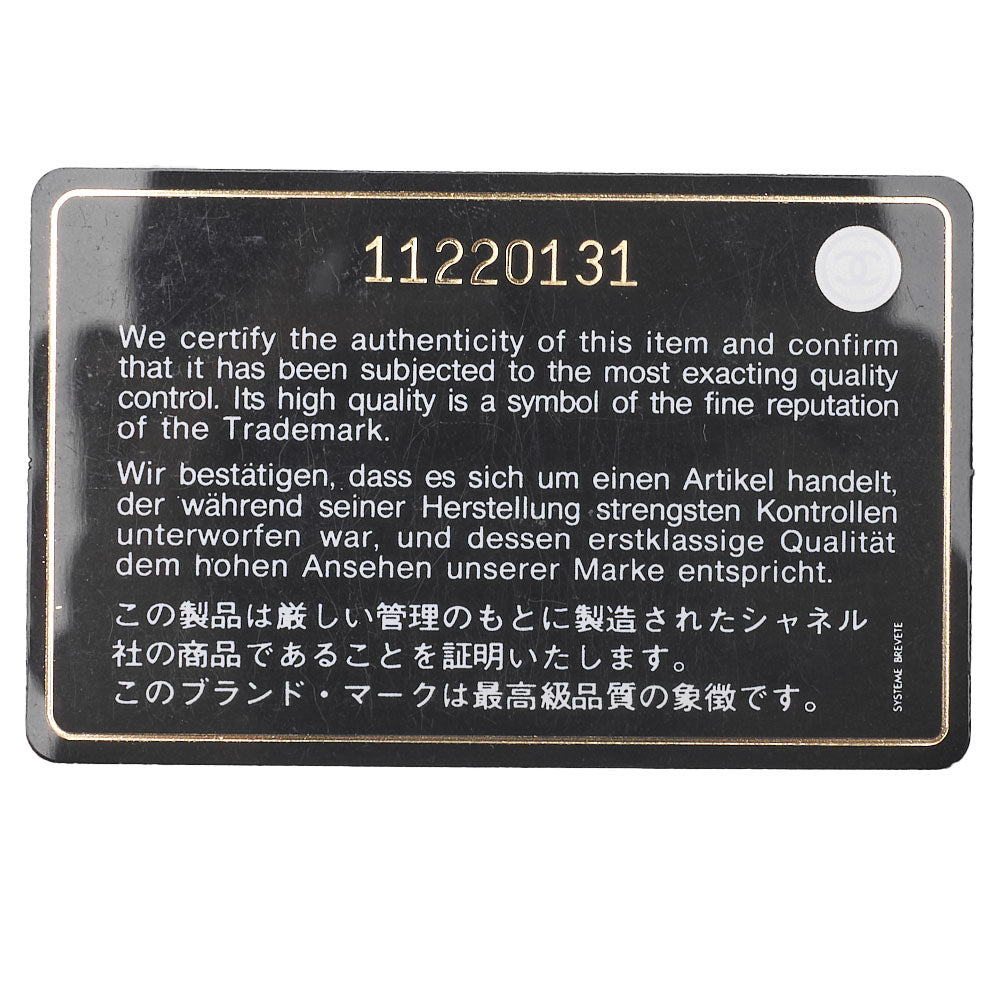 11220131
We certify the authenticity of this item and confirm
that it has been subjected to the most exacting quality
control. Its high quality is a symbol of the fine reputation
of the Trademark.
Wir bestätigen, dass es sich um einen Artikel handelt,
der während seiner Herstellung strengsten Kontrollen
unterworfen war, und dessen erstklassige Qualität
dem hohen Ansehen unserer Marke entspricht.
この製品は厳しい管理のもとに製造されたシャネル
社の商品であることを証明いたします。
このブランド・マークは最高級品質の象徴です。
SYSTEME BREVETE